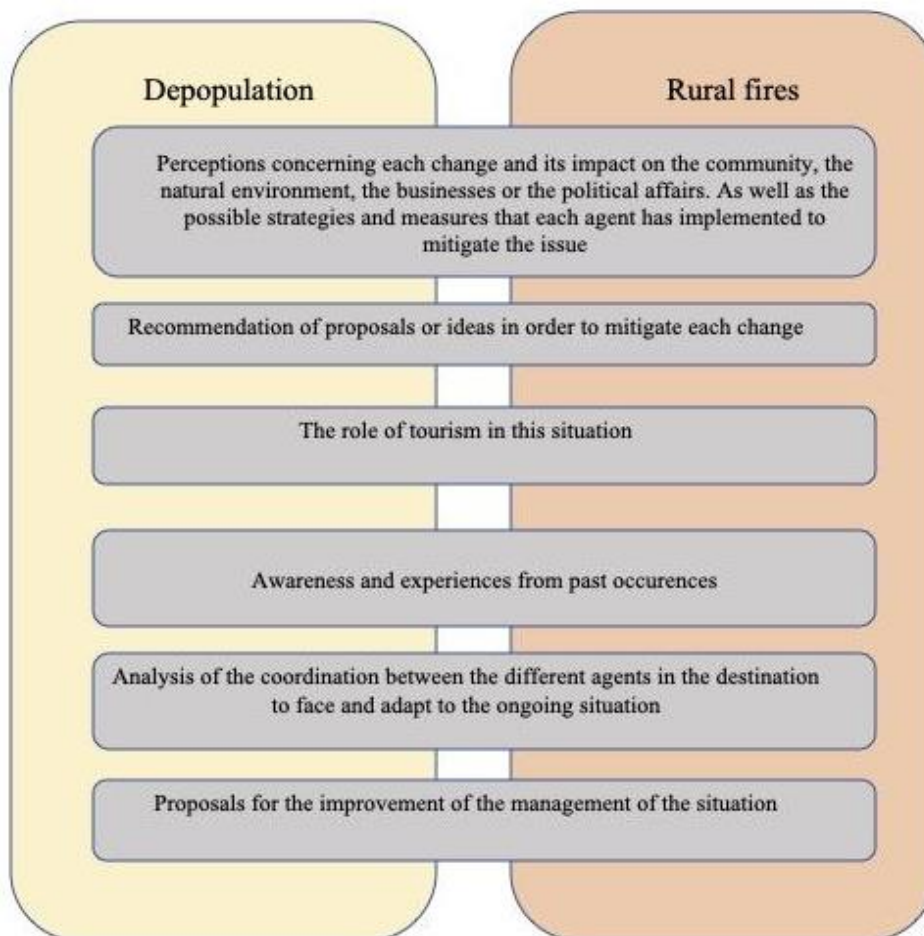 Depopulation
Rural fires
Perceptions concerning each change and its impact on the community, the
natural environment, the businesses or the political affairs. As well as the
possible strategies and measures that each agent has implemented to
mitigate the issue
Recommendation of proposals or ideas in order to mitigate each change
The role of tourism in this situation
Awareness and experiences from past occurences
Analysis of the coordination between the different agents in the destination
to face and adapt to the ongoing situation
Proposals for the improvement of the management of the situation